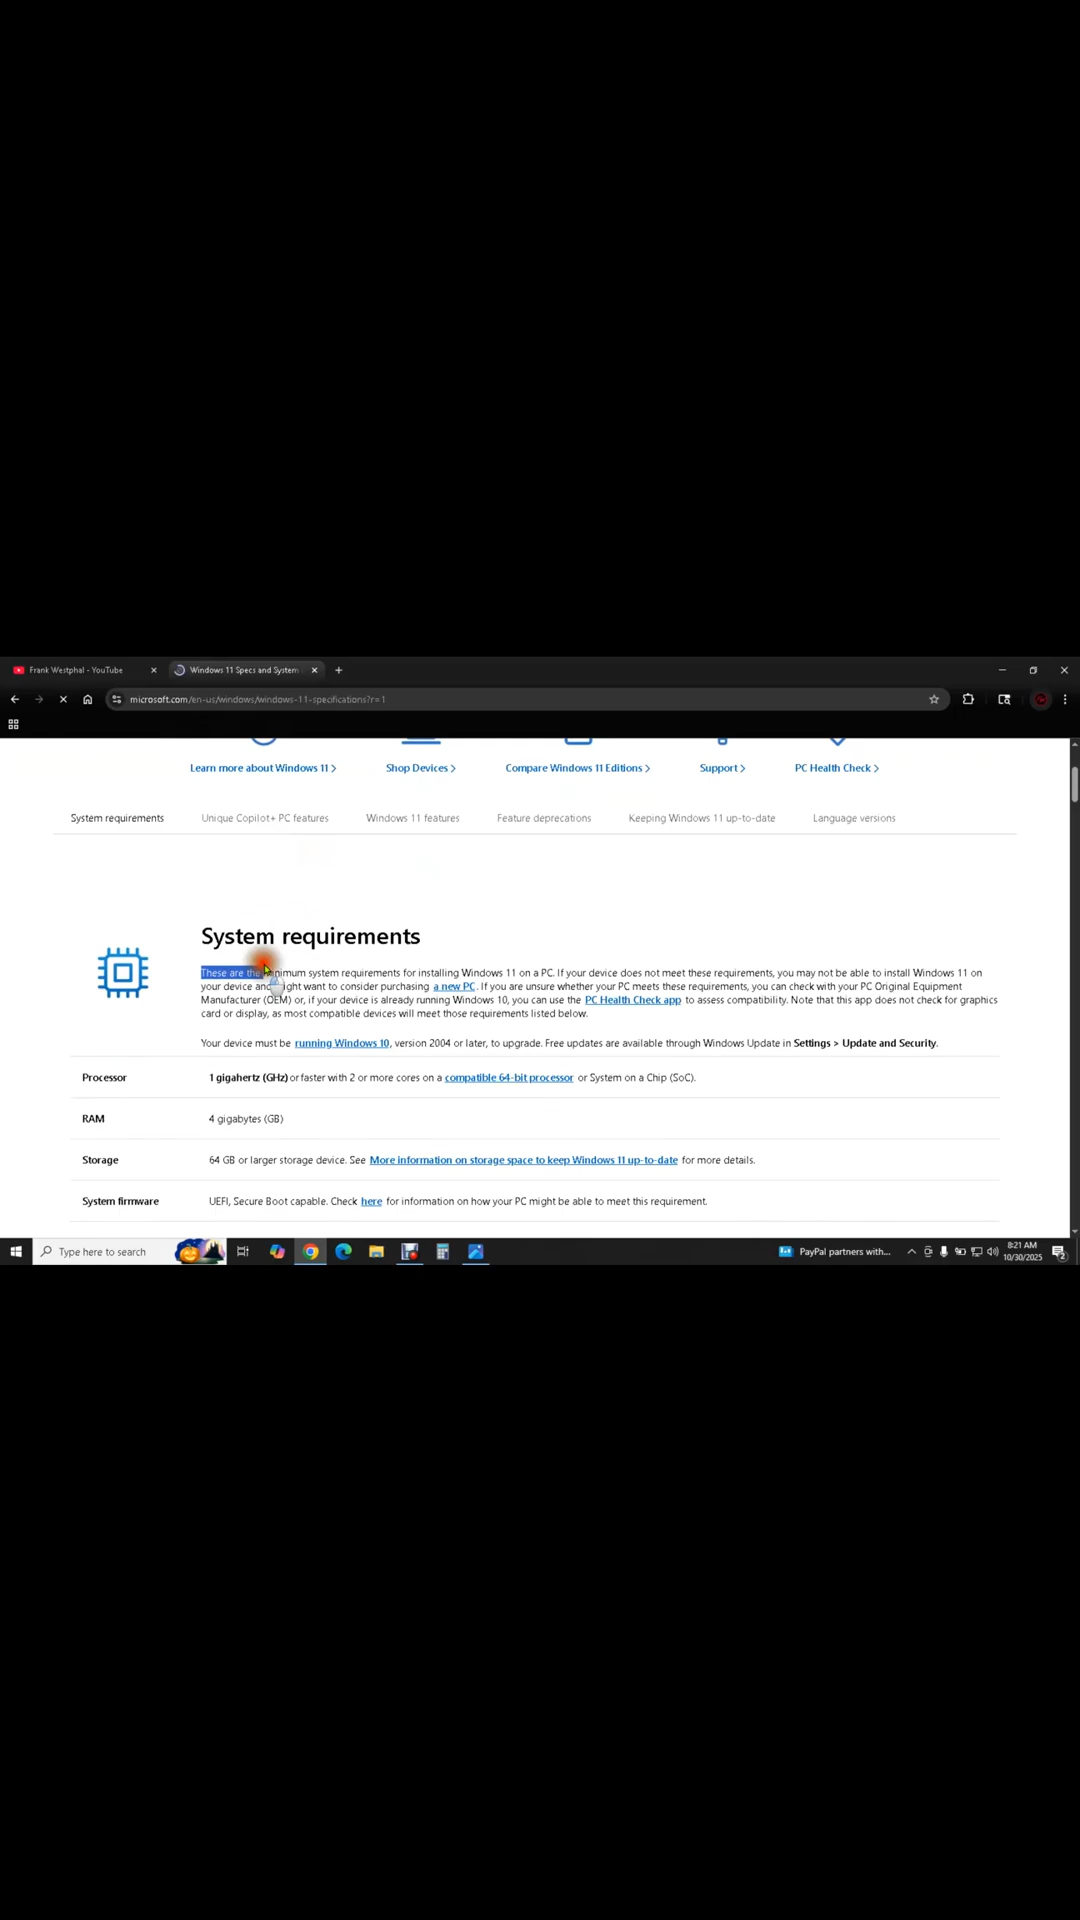 Frank Westphal - YouTube
Windows 11 Specs and System
microsoft.com/en-us/windows/windows-11-specifications?r=1
Learn more about Windows 11 >
Shop Devices >
Compare Windows 11 Editions >
Support >
PC Health Check >
System requirements
Unique Copilot+ PC features
Windows 11 features
Feature deprecations
Keeping Windows 11 up-to-date
Language versions
System requirements
These are the minimum system requirements for installing Windows 11 on a PC. If your device does not meet these requirements, you may not be able to install Windows 11 on
your device and might want to consider purchasing a new PC. If you are unsure whether your PC meets these requirements, you can check with your PC Original Equipment
Manufacturer (OEM) or, if your device is already running Windows 10, you can use the PC Health Check app to assess compatibility. Note that this app does not check for graphics
card or display, as most compatible devices will meet those requirements listed below.
Your device must be running Windows 10, version 2004 or later, to upgrade. Free updates are available through Windows Update in Settings > Update and Security.
Processor
1 gigahertz (GHz) or faster with 2 or more cores on a compatible 64-bit processor or System on a Chip (SoC).
RAM
4 gigabytes (GB)
Storage
64 GB or larger storage device. See More information on storage space to keep Windows 11 up-to-date for more details.
System firmware
UEFI, Secure Boot capable. Check here for information on how your PC might be able to meet this requirement.
Type here to search
PayPal partners with...
8:21 AM
10/30/2025
2